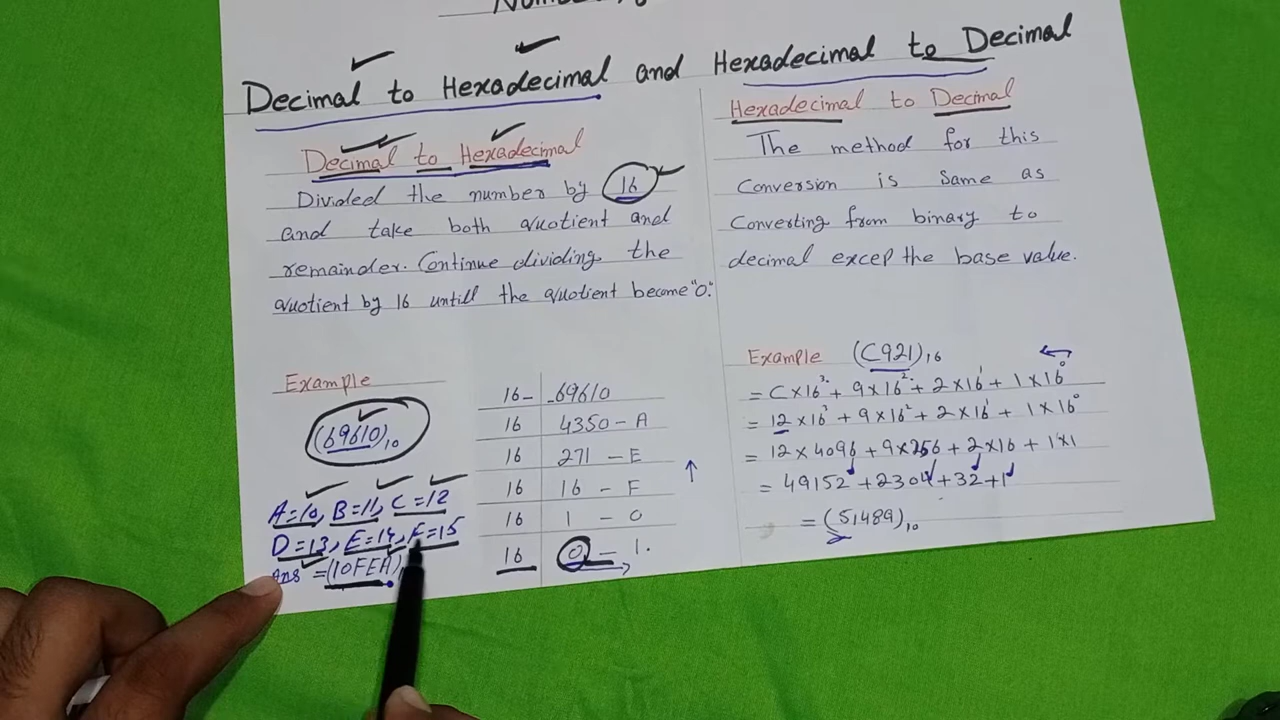 Decimal to Hexadecimal and Hexadecimal to Decimal
Decimal to Hexadecimal
Divided the number by 16
and take both quotient and
remainder. Continue dividing the
quotient by 16 untill the quotient become "0".
Example
(69610)₁₀
A=10, B=11, C=12
D=13, E=14, F=15
Ans =(10FEA)
16 69610
16 4350-A
16 271-E
16 16-F
16 1-0
16 0-1.
Hexadecimal to Decimal
The method for this
Conversion is same as
Converting from binary to
decimal excep the base value.
Example (C921)₁₆
= C×16³ + 9×16² + 2×16¹ + 1×16⁰
= 12×16³ + 9×16² + 2×16¹ + 1×16⁰
= 12×4096 + 9×256 + 2×16 + 1×1
= 49152+2304+32+1
= (51489)₁₀